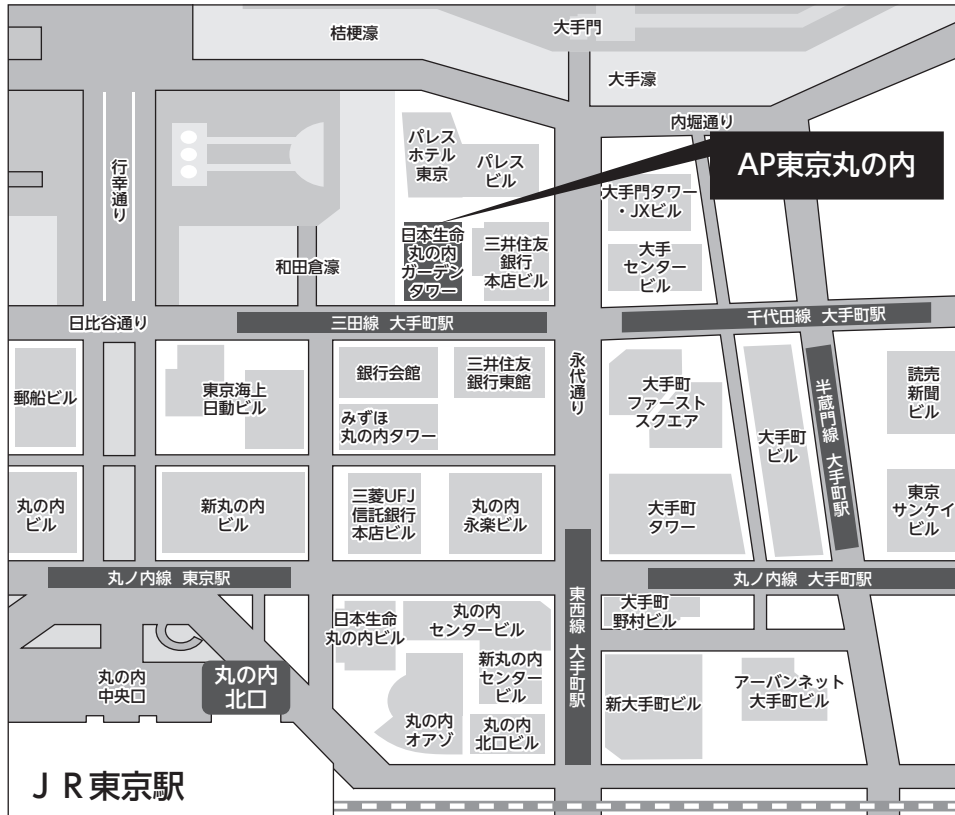 桔梗濠
大手門
大手濠
内堀通り
AP東京丸の内
パレス
ホテル
東京
パレス
ビル
行幸通り
大手門タワー
・JXビル
日本生命
丸の内
ガーデン
タワー
三井住友
銀行
本店ビル
大手
センター
ビル
和田倉濠
日比谷通り
三田線 大手町駅
千代田線 大手町駅
郵船ビル
東京海上
日動ビル
銀行会館
三井住友
銀行東館
永代通り
大手町
ファースト
スクエア
半蔵門線 大手町駅
読売
新聞
ビル
みずほ
丸の内タワー
大手町
ビル
丸の内
ビル
新丸の内
ビル
三菱UFJ
信託銀行
本店ビル
丸の内
永楽ビル
大手町
タワー
東京
サンケイ
ビル
丸ノ内線 東京駅
東西線 大手町駅
丸ノ内線 大手町駅
日本生命
丸の内ビル
丸の内
センタービル
大手町
野村ビル
丸の内
中央口
丸の内
北口
新丸の内
センター
ビル
新大手町ビル
アーバンネット
大手町ビル
丸の内
オアゾ
丸の内
北口ビル
ＪＲ東京駅